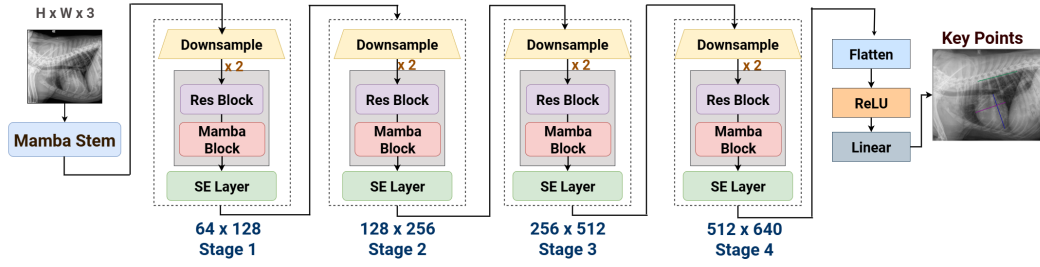 H x W x 3
Mamba Stem
Downsample
x 2
Res Block
Mamba
Block
SE Layer
64 x 128
Stage 1
Downsample
x 2
Res Block
Mamba
Block
SE Layer
128 x 256
Stage 2
Downsample
x 2
Res Block
Mamba
Block
SE Layer
256 x 512
Stage 3
Downsample
x 2
Res Block
Mamba
Block
SE Layer
512 x 640
Stage 4
Flatten
ReLU
Linear
Key Points